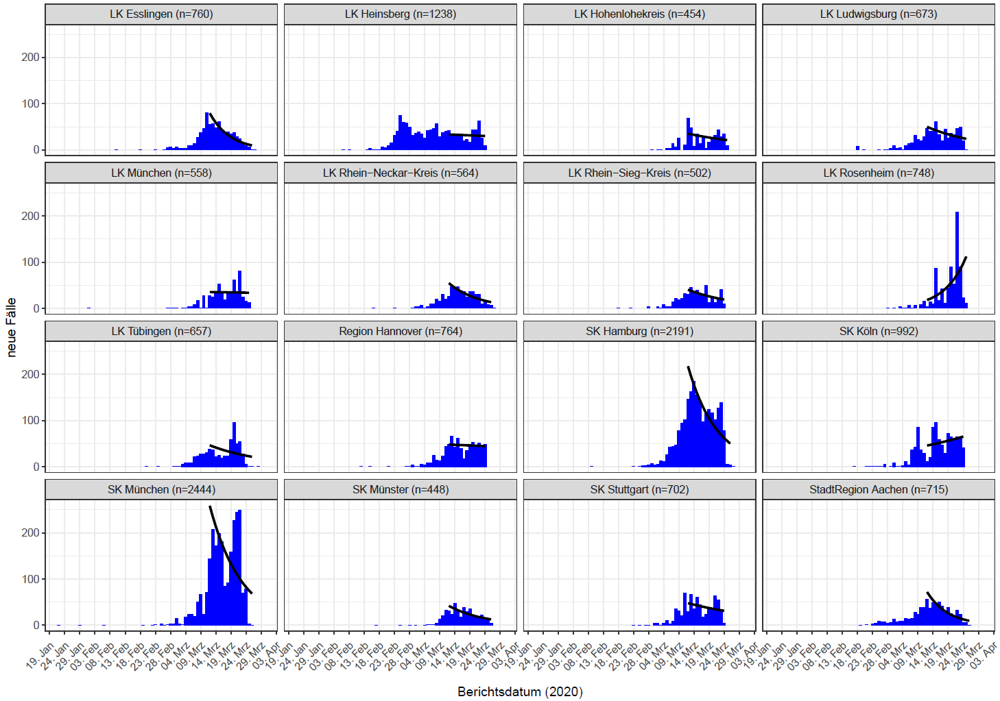 LK Esslingen (n=760) LK Heinsberg (n=1238) LK Hohenlohekreis (n=454) LK Ludwigsburg (n=673)
200
100
0
LK München (n=558) LK Rhein−Neckar−Kreis (n=564) LK Rhein−Sieg−Kreis (n=502) LK Rosenheim (n=748)
200
100
0
neue Fälle
LK Tübingen (n=657) Region Hannover (n=764) SK Hamburg (n=2191) SK Köln (n=992)
200
100
0
SK München (n=2444) SK Münster (n=448) SK Stuttgart (n=702) StadtRegion Aachen (n=715)
200
100
0
19. Jan 24. Jan 29. Jan 03. Feb 08. Feb 13. Feb 18. Feb 23. Feb 28. Feb 04. Mrz 09. Mrz 14. Mrz 19. Mrz 24. Mrz 29. Mrz 03. Apr 19. Jan 24. Jan 29. Jan 03. Feb 08. Feb 13. Feb 18. Feb 23. Feb 28. Feb 04. Mrz 09. Mrz 14. Mrz 19. Mrz 24. Mrz 29. Mrz 03. Apr 19. Jan 24. Jan 29. Jan 03. Feb 08. Feb 13. Feb 18. Feb 23. Feb 28. Feb 04. Mrz 09. Mrz 14. Mrz 19. Mrz 24. Mrz 29. Mrz 03. Apr 19. Jan 24. Jan 29. Jan 03. Feb 08. Feb 13. Feb 18. Feb 23. Feb 28. Feb 04. Mrz 09. Mrz 14. Mrz 19. Mrz 24. Mrz 29. Mrz 03. Apr
Berichtsdatum (2020)